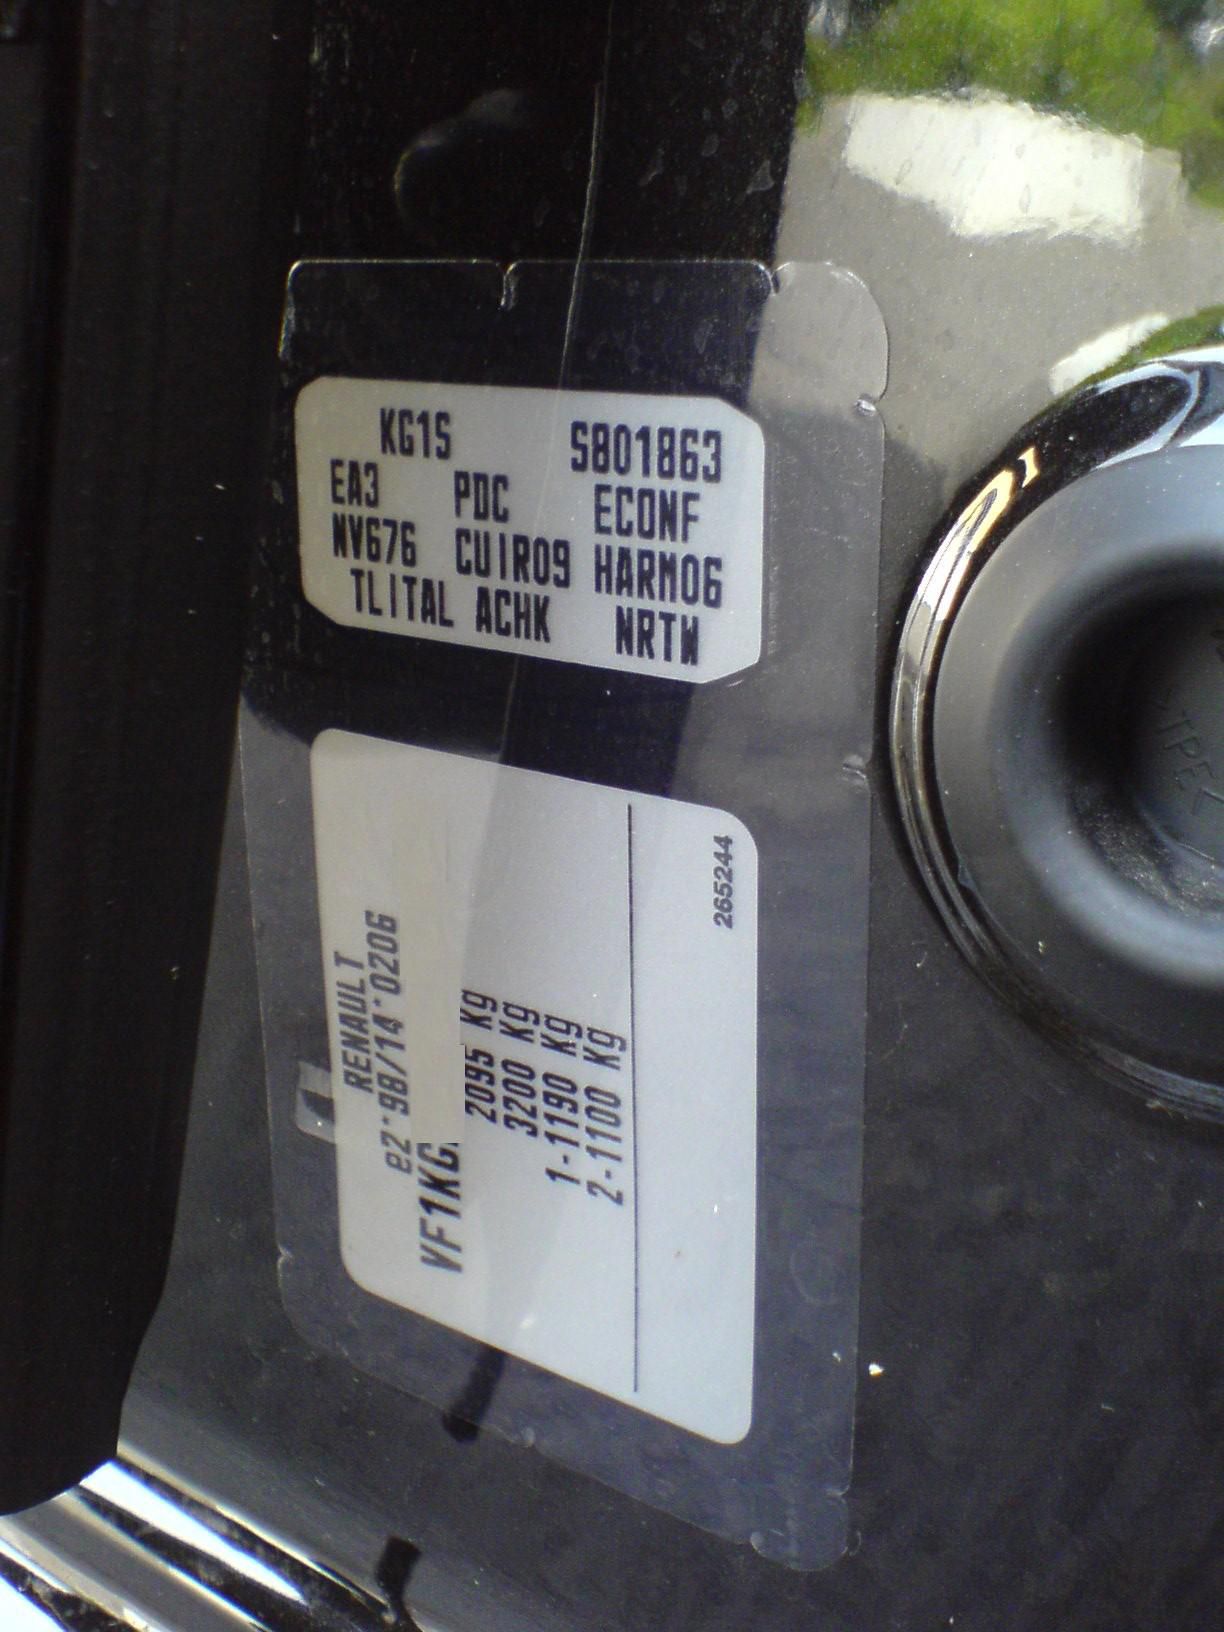 KG1S S801863
EA3 PDC ECONF
NV676 CUIR09 HARM06
TLITAL ACHK NRTW
RENAULT
e2*98/14*0206
VF1KG
2095 Kg
3200 Kg
1-1190 Kg
2-1100 Kg
265244